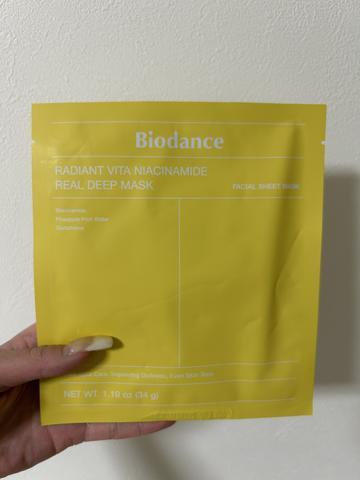 Biodance
RADIANT VITA NIACINAMIDE
REAL DEEP MASK
FACIAL SHEET MASK
Niacinamide
Pineapple Fruit Water
Glutathione
Care, Improving Dullness, Even Skin Tone
NET WT. 1.19 oz (34 g)